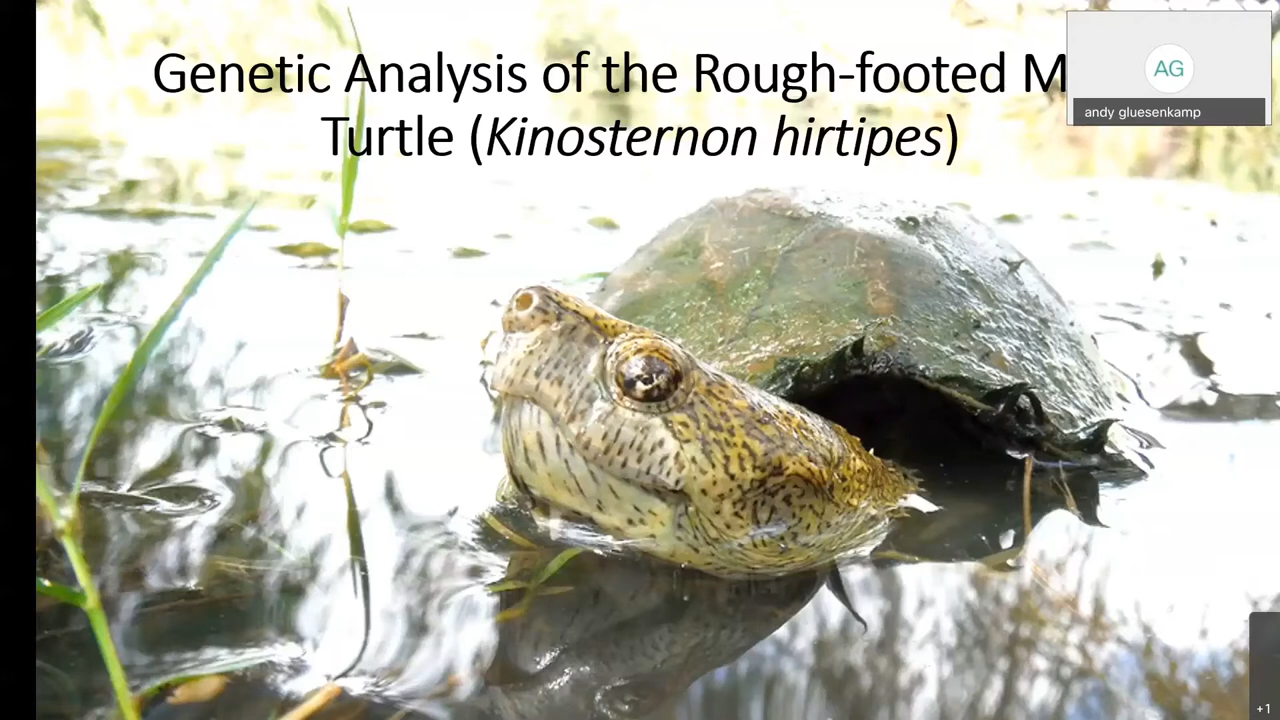 Genetic Analysis of the Rough-footed M
Turtle (Kinosternon hirtipes)
AG
andy gluesenkamp
+1